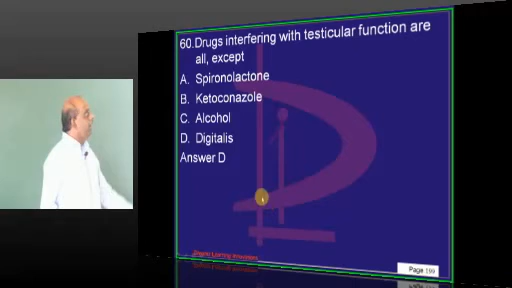 60.Drugs interfering with testicular function are
all, except
A. Spironolactone
B. Ketoconazole
C. Alcohol
D. Digitalis
Answer D
Page 199